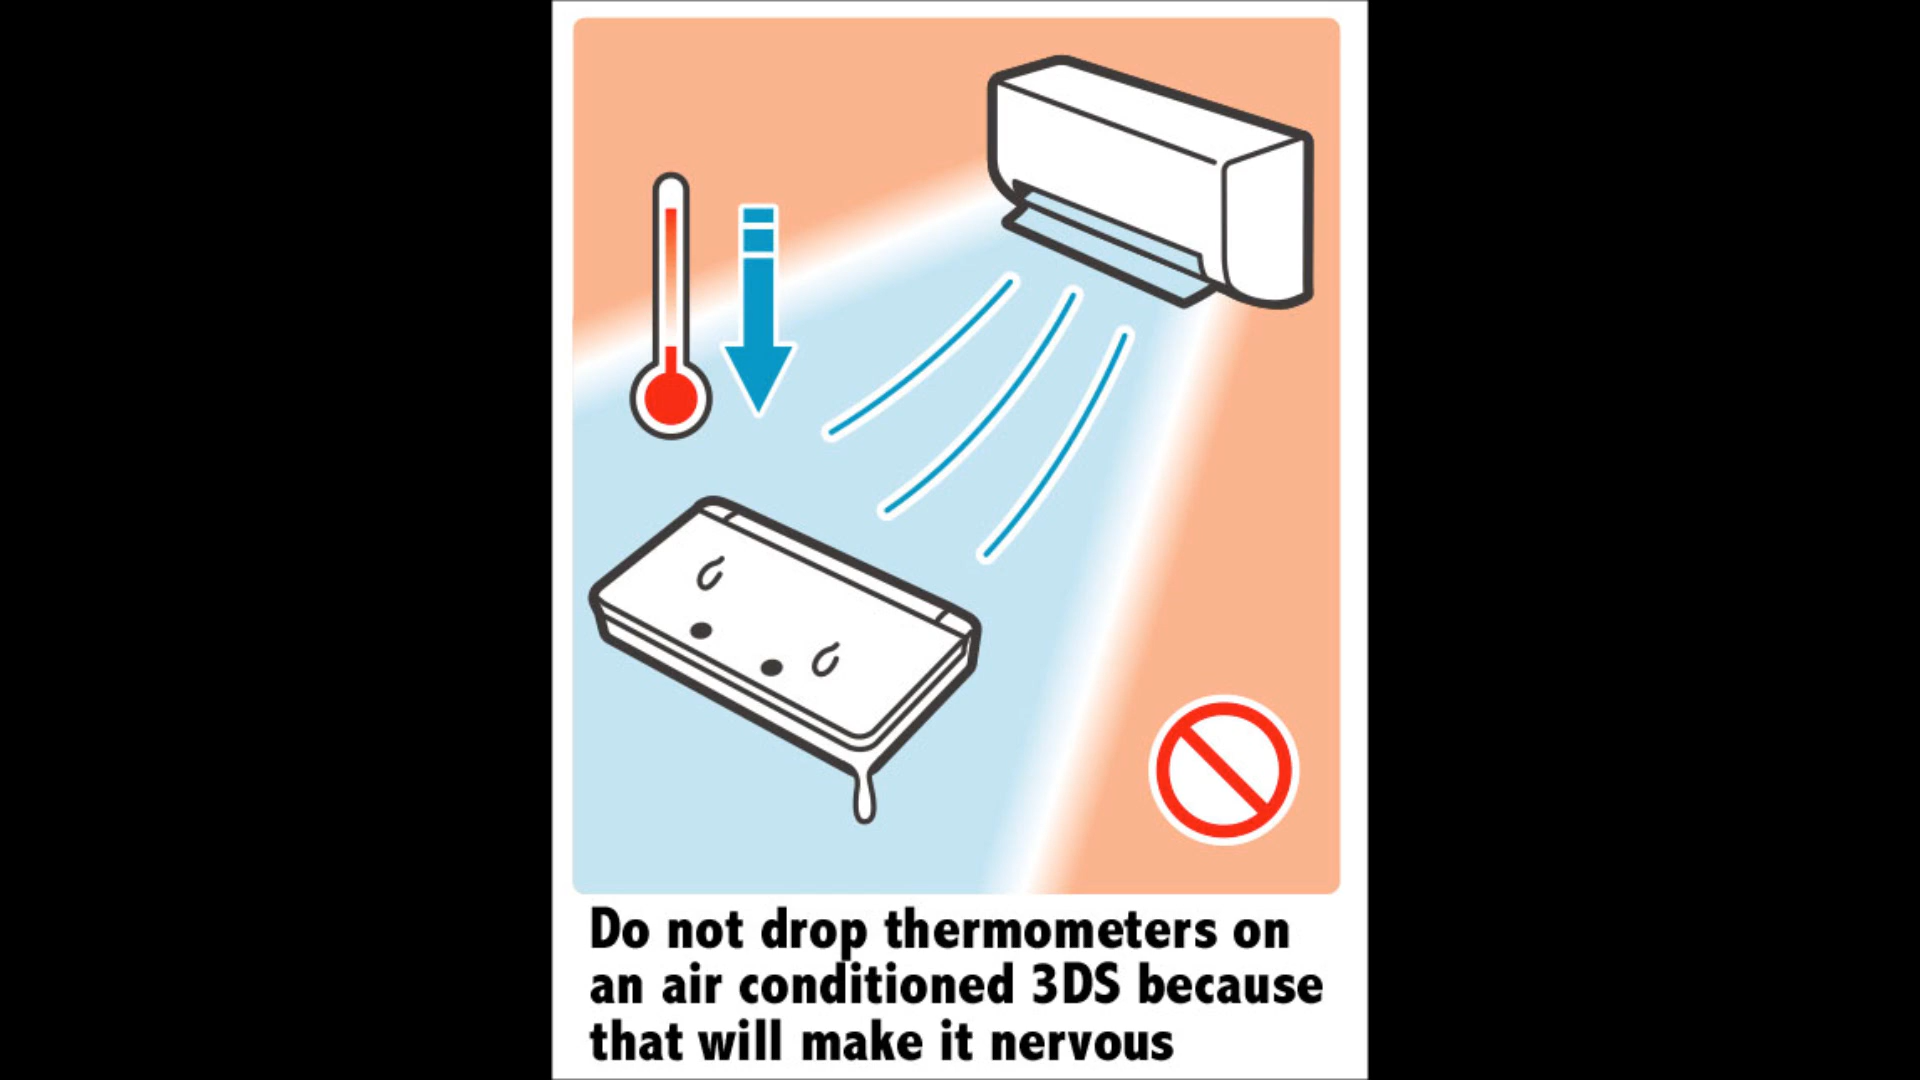 Do not drop thermometers on
an air conditioned 3DS because
that will make it nervous